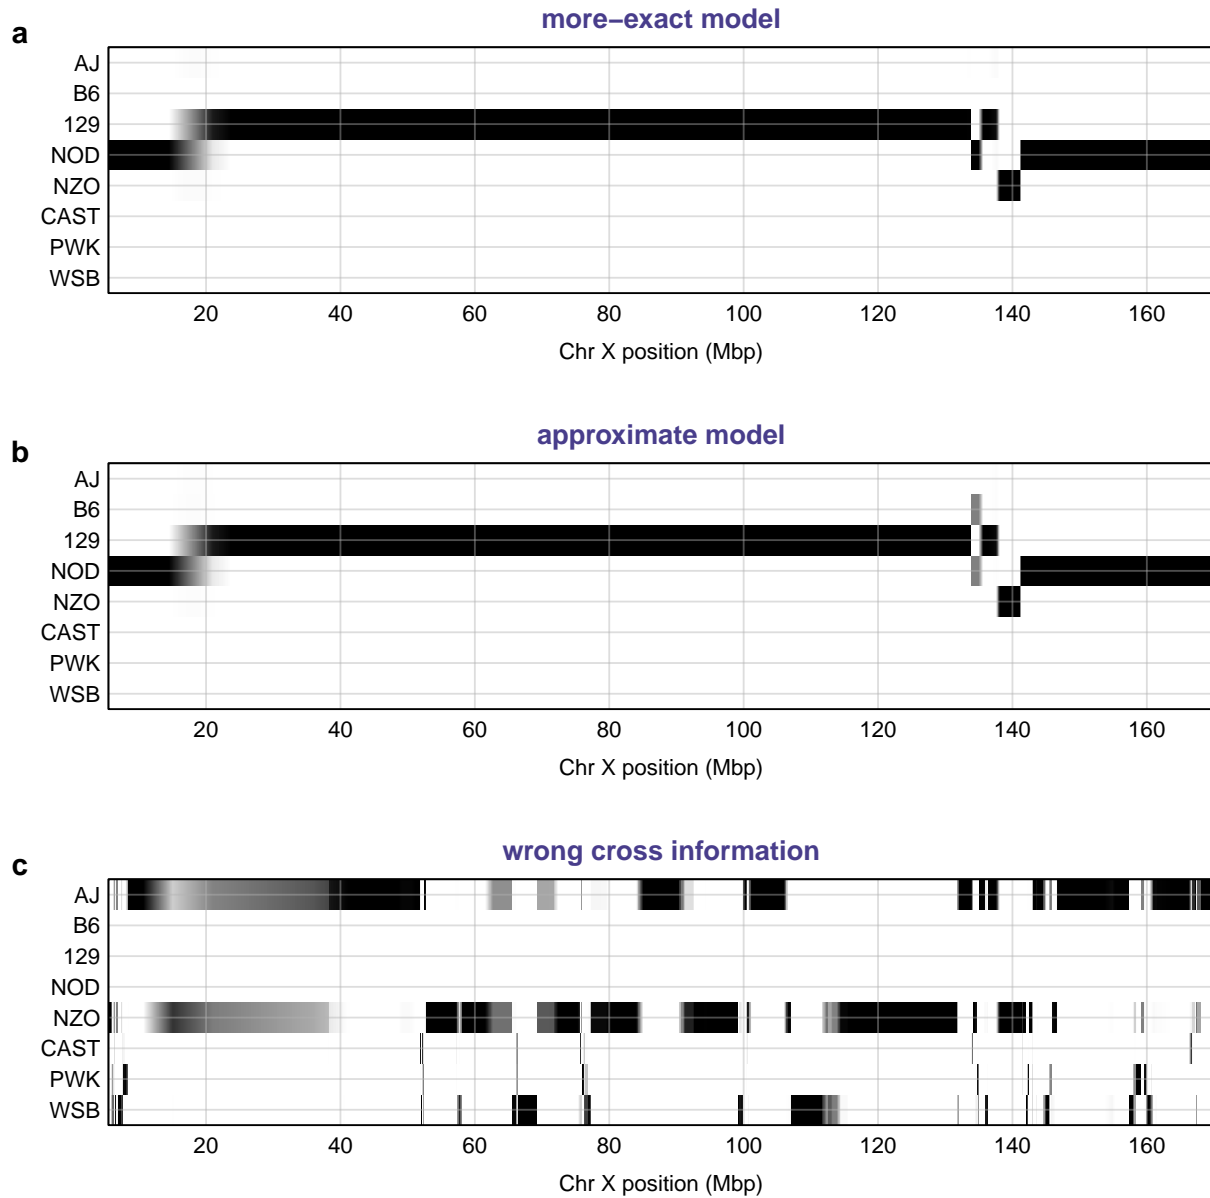 a
more−exact model
AJ
B6
129
NOD
NZO
CAST
PWK
WSB
20 40 60 80 100 120 140 160
Chr X position (Mbp)
b
approximate model
AJ
B6
129
NOD
NZO
CAST
PWK
WSB
20 40 60 80 100 120 140 160
Chr X position (Mbp)
c
wrong cross information
AJ
B6
129
NOD
NZO
CAST
PWK
WSB
20 40 60 80 100 120 140 160
Chr X position (Mbp)